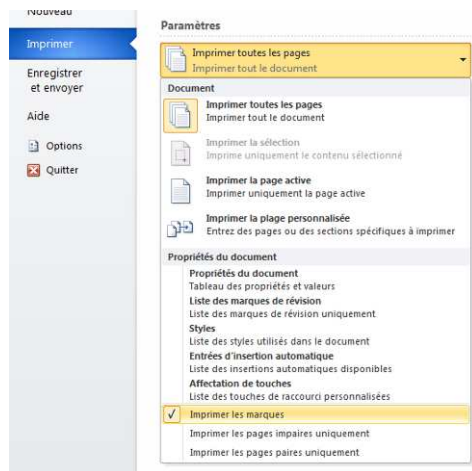 Nouveau
Imprimer
Enregistrer
et envoyer
Aide
Options
Quitter
Paramètres
Imprimer toutes les pages
Imprimer tout le document
Document
Imprimer toutes les pages
Imprimer tout le document
Imprimer la sélection
Imprime uniquement le contenu sélectionné
Imprimer la page active
Imprimer uniquement la page active
Imprimer la plage personnalisée
Entrez des pages ou des sections spécifiques à imprimer
Propriétés du document
Propriétés du document
Tableau des propriétés et valeurs
Liste des marques de révision
Liste des marques de révision uniquement
Styles
Liste des styles utilisés dans le document
Entrées d'insertion automatique
Liste des insertions automatiques disponibles
Affectation de touches
Liste des touches de raccourci personnalisées
Imprimer les marques
Imprimer les pages impaires uniquement
Imprimer les pages paires uniquement